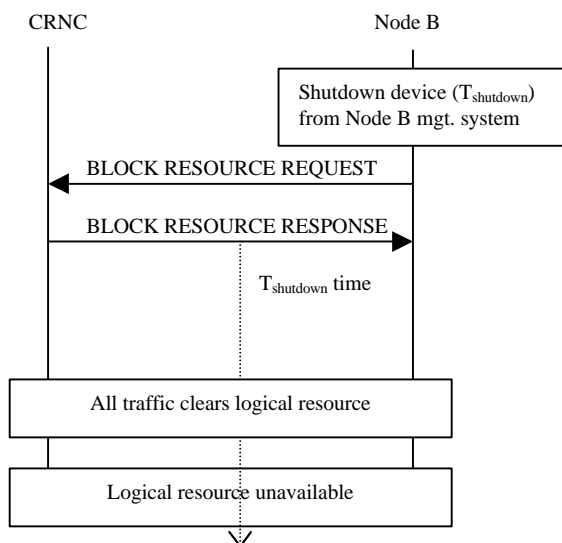 CRNC
Node B
Shutdown device (Tshutdown)
from Node B mgt. system
BLOCK RESOURCE REQUEST
BLOCK RESOURCE RESPONSE
Tshutdown time
All traffic clears logical resource
Logical resource unavailable